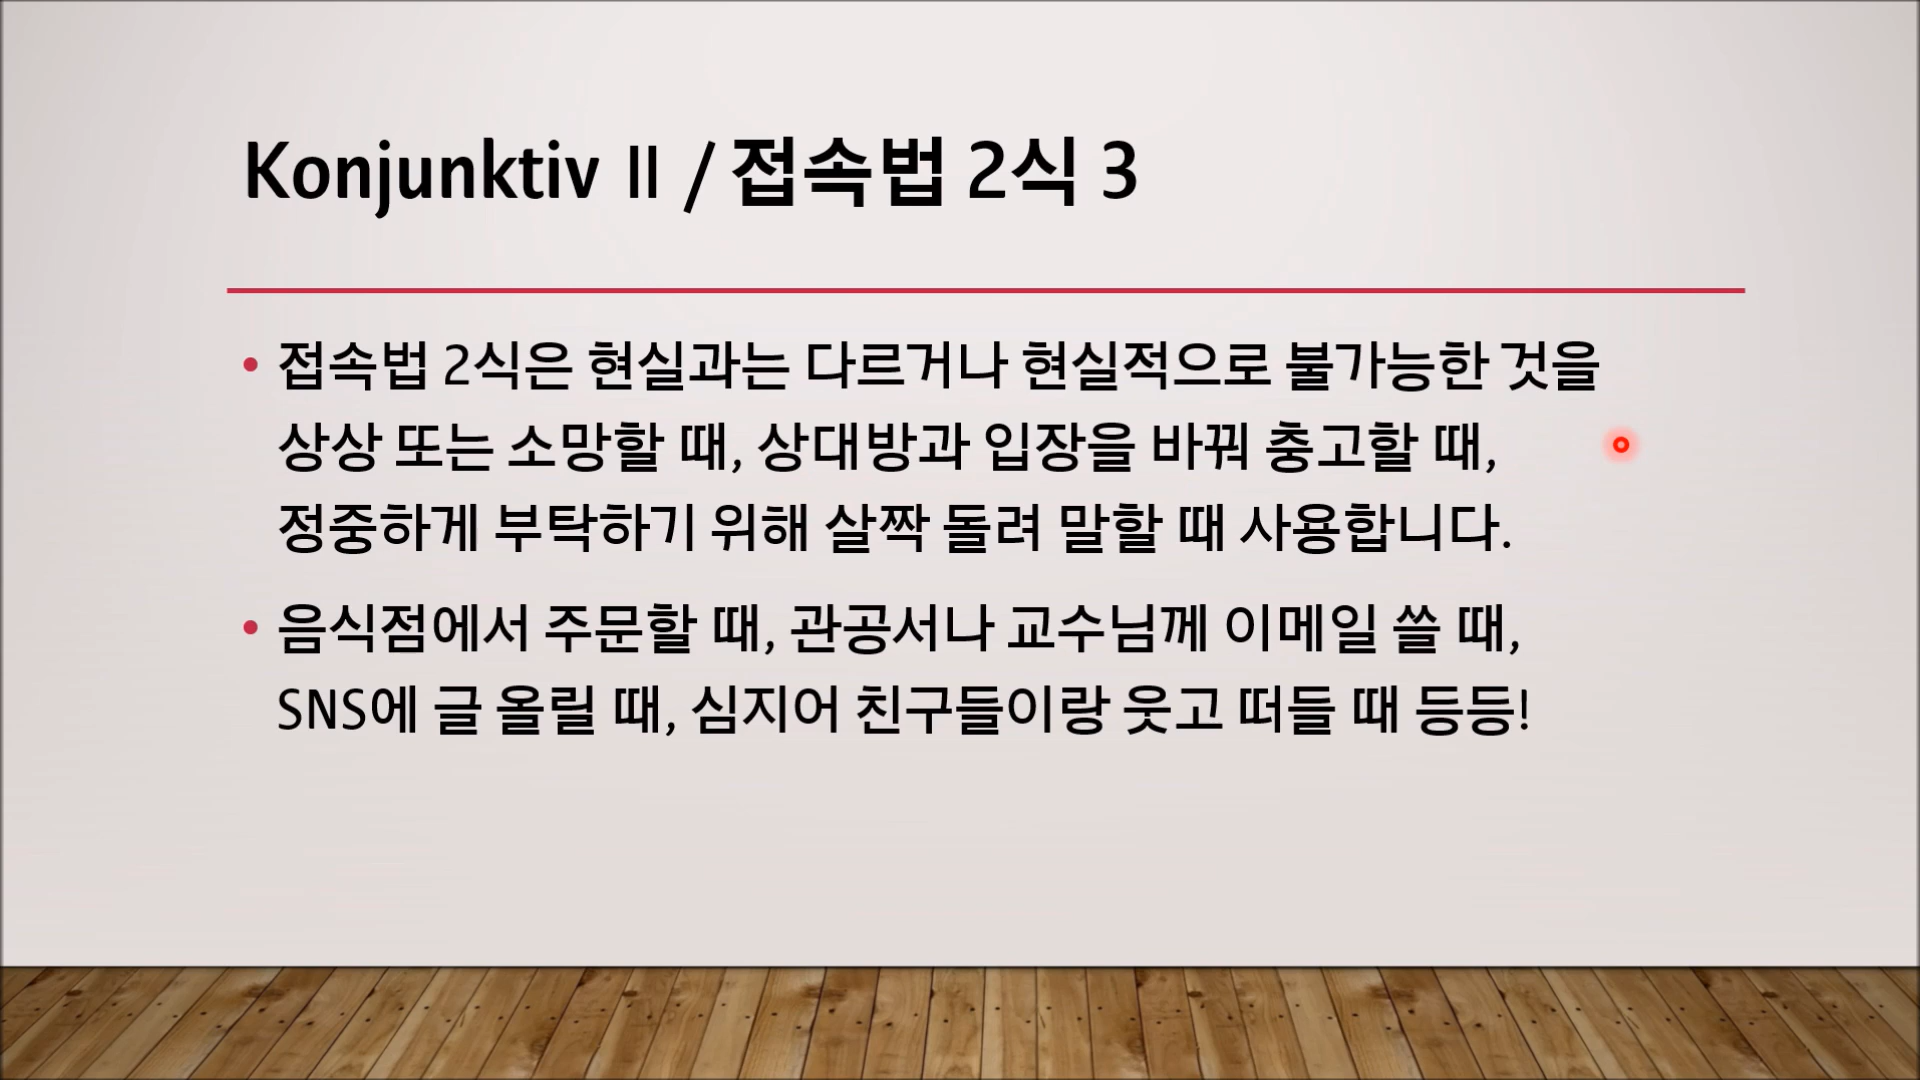 Konjunktiv II / 접속법 2식 3
• 접속법 2식은 현실과는 다르거나 현실적으로 불가능한 것을
상상 또는 소망할 때, 상대방과 입장을 바꿔 충고할 때,
정중하게 부탁하기 위해 살짝 돌려 말할 때 사용합니다.
• 음식점에서 주문할 때, 관공서나 교수님께 이메일 쓸 때,
SNS에 글 올릴 때, 심지어 친구들이랑 웃고 떠들 때 등등!